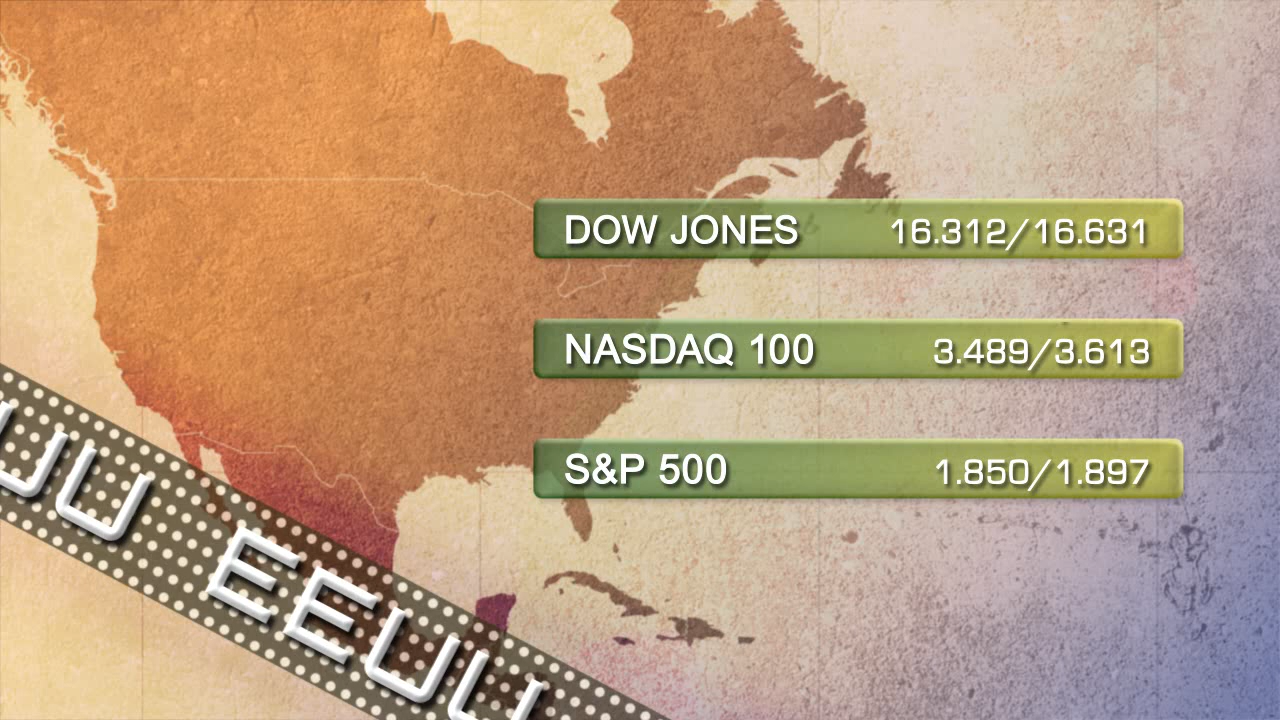 DOW JONES 16.312/16.631
NASDAQ 100 3.489/3.613
S&P 500 1.850/1.897
UU EEUU